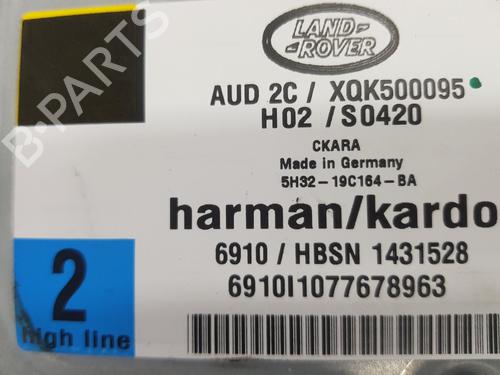 LAND
ROVER
AUD 2C / XQK500095
H02 / S0420
CKARA
Made in Germany
5H32-19C164-BA
harman/kardo
6910 / HBSN 1431528
6910I1077678963
2
high line
B-PARTS